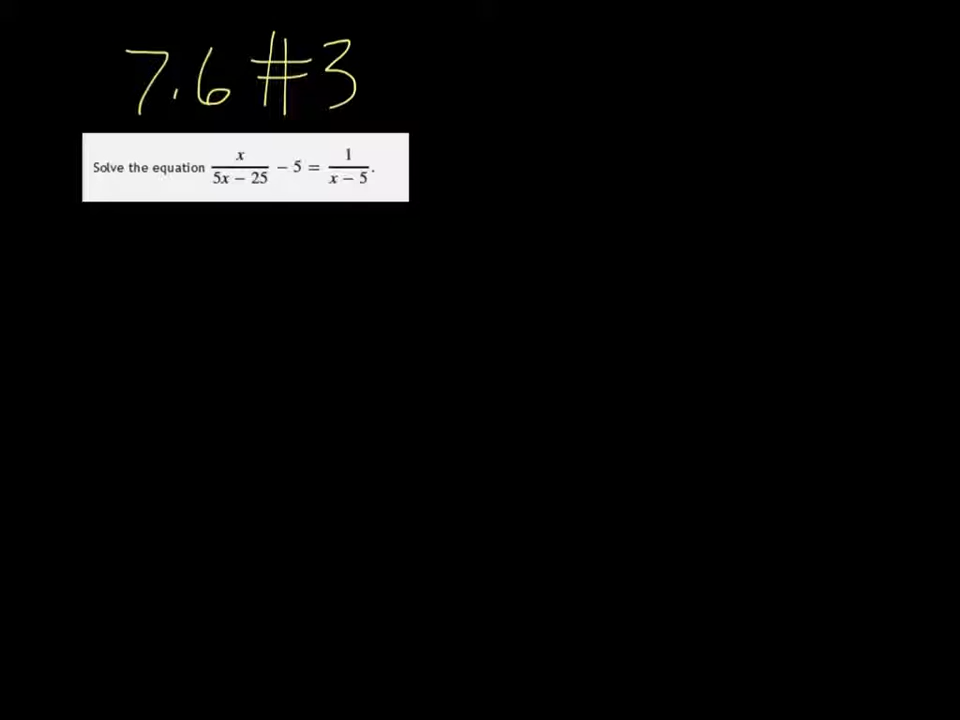 7.6 #3
Solve the equation x/(5x − 25) − 5 = 1/(x − 5).